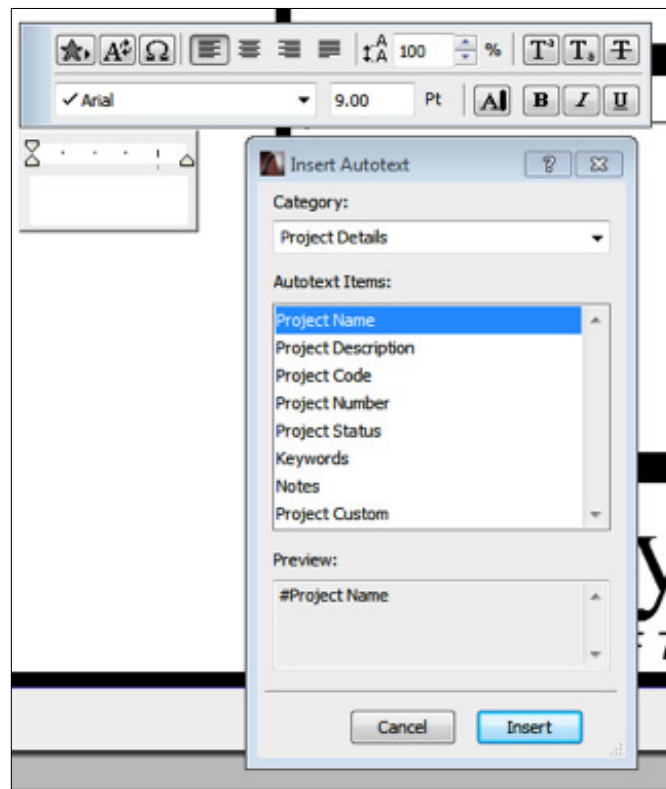 100 %
✓ Arial 9.00 Pt B I U
Insert Autotext
Category:
Project Details
Autotext Items:
Project Name
Project Description
Project Code
Project Number
Project Status
Keywords
Notes
Project Custom
Preview:
#Project Name
Cancel Insert